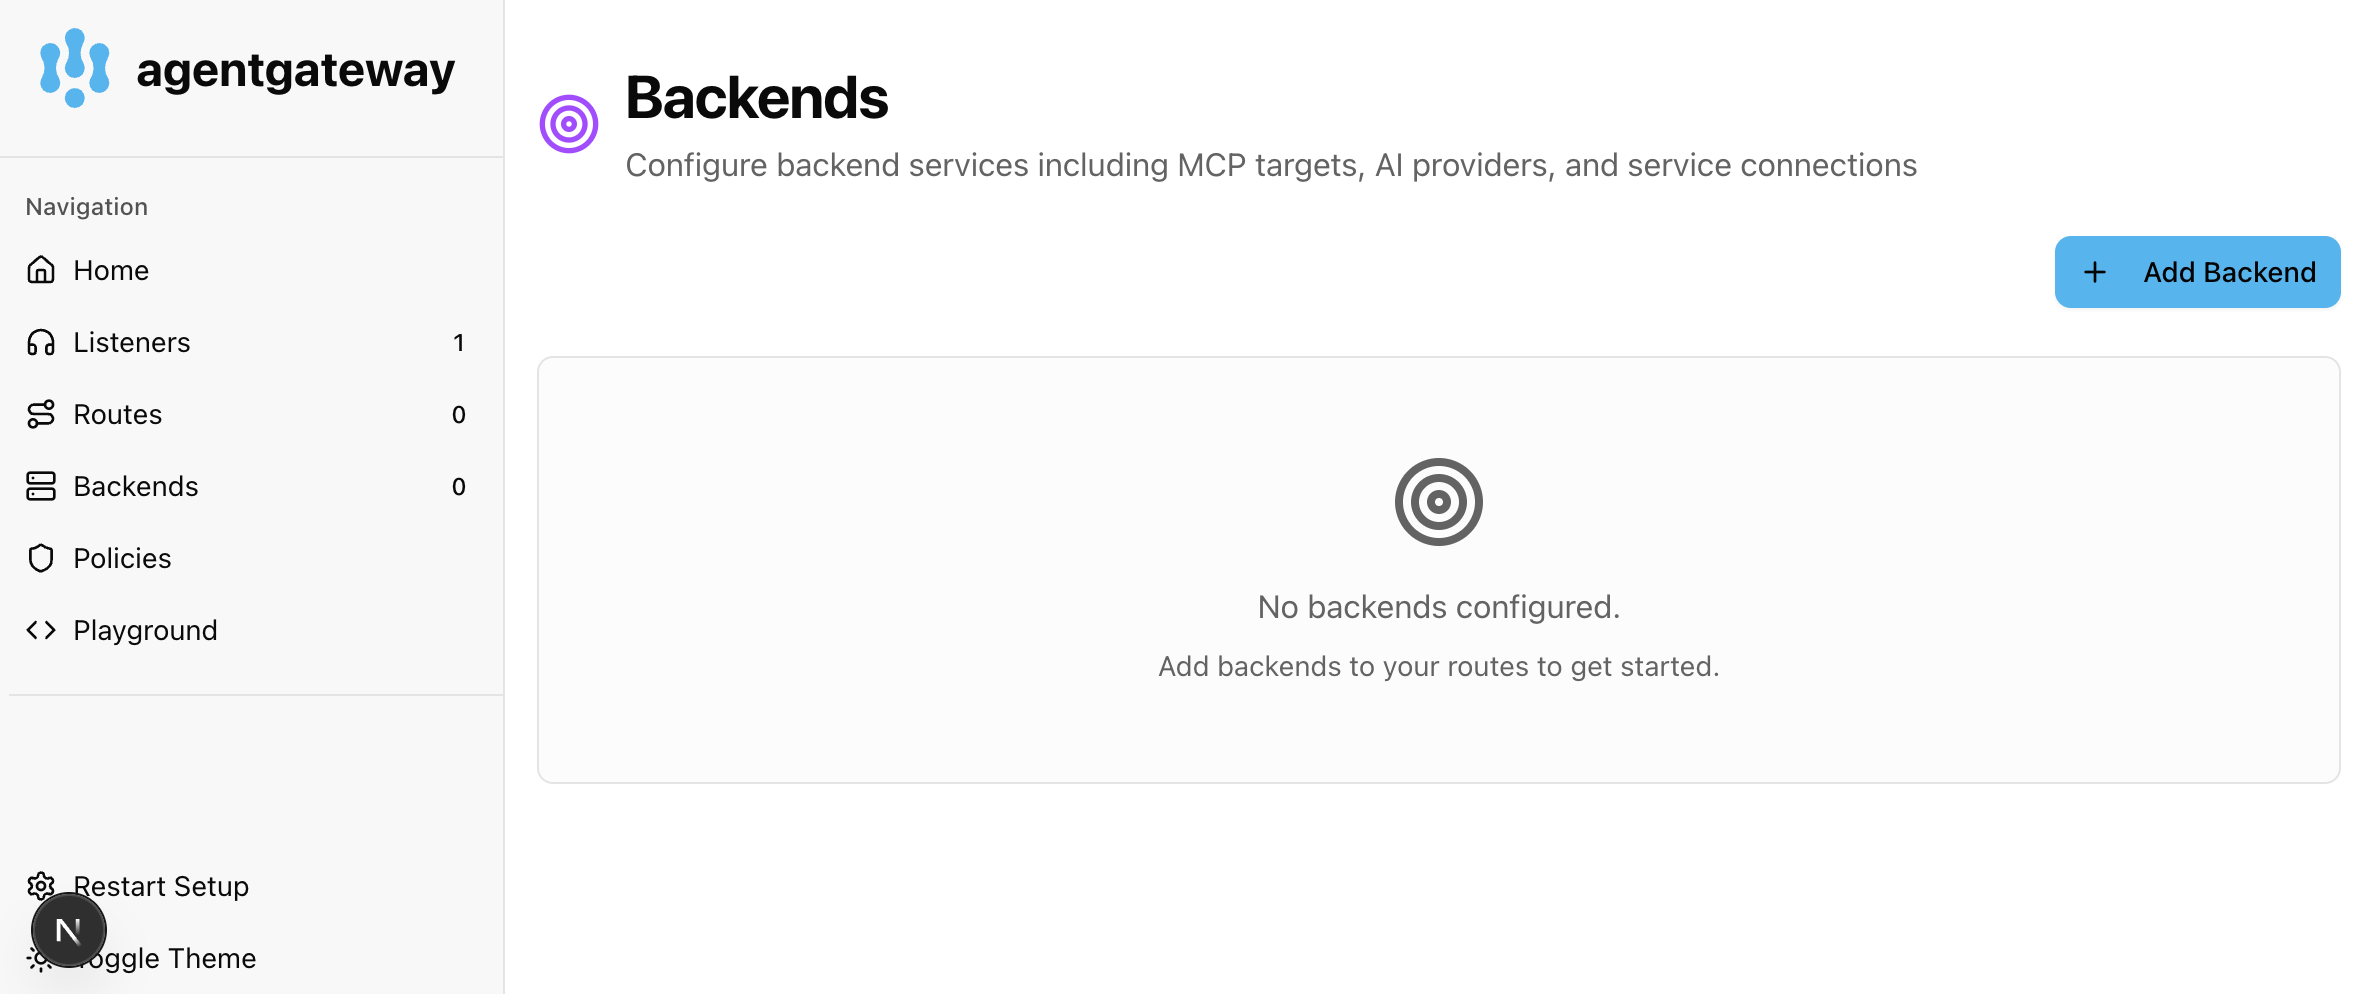 agentgateway
Navigation
Home
Listeners 1
Routes 0
Backends 0
Policies
Playground
Restart Setup
N
Toggle Theme
Backends
Configure backend services including MCP targets, AI providers, and service connections
+ Add Backend
No backends configured.
Add backends to your routes to get started.